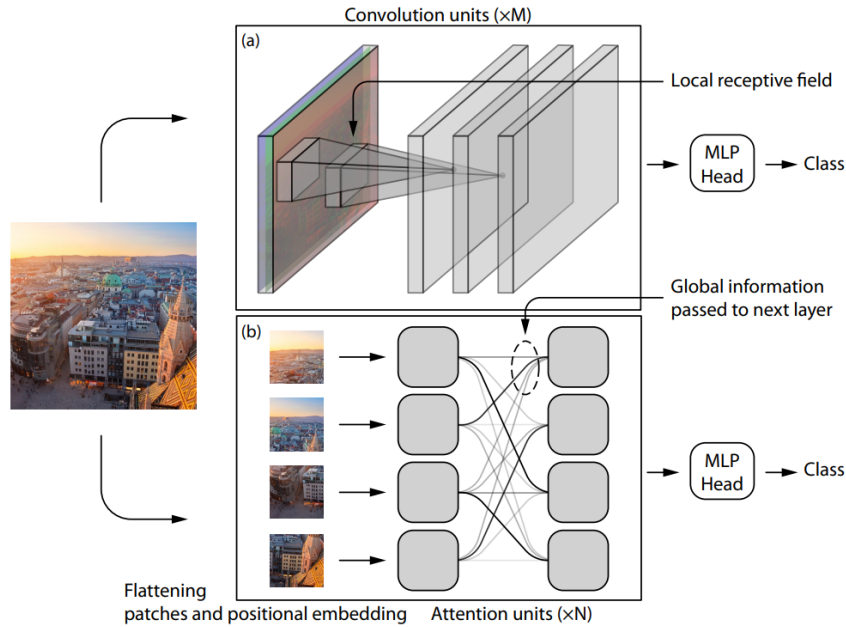 Convolution units (×M)
(a)
Local receptive field
MLP
Head
Class
Global information
passed to next layer
(b)
MLP
Head
Class
Flattening
patches and positional embedding
Attention units (×N)